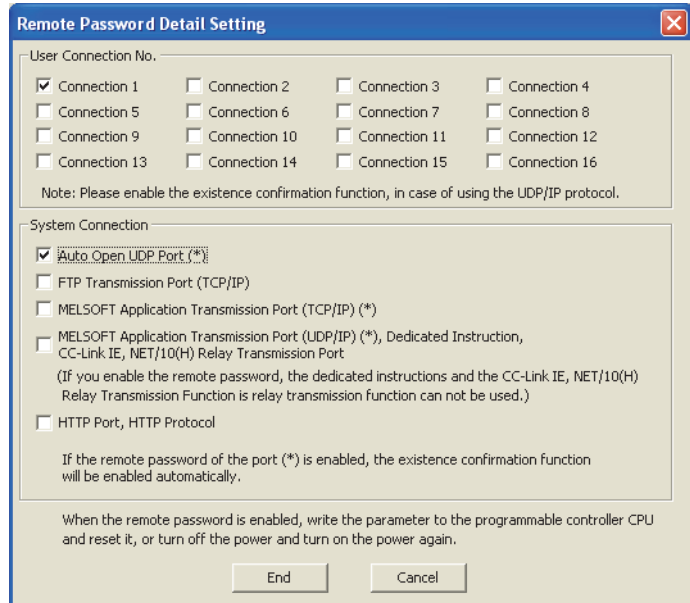 Remote Password Detail Setting
User Connection No.
Connection 1 Connection 2 Connection 3 Connection 4
Connection 5 Connection 6 Connection 7 Connection 8
Connection 9 Connection 10 Connection 11 Connection 12
Connection 13 Connection 14 Connection 15 Connection 16
Note: Please enable the existence confirmation function, in case of using the UDP/IP protocol.
System Connection
Auto Open UDP Port (*)
FTP Transmission Port (TCP/IP)
MELSOFT Application Transmission Port (TCP/IP) (*)
MELSOFT Application Transmission Port (UDP/IP) (*), Dedicated Instruction,
CC-Link IE, NET/10(H) Relay Transmission Port
(If you enable the remote password, the dedicated instructions and the CC-Link IE, NET/10(H)
Relay Transmission Function is relay transmission function can not be used.)
HTTP Port, HTTP Protocol
If the remote password of the port (*) is enabled, the existence confirmation function
will be enabled automatically.
When the remote password is enabled, write the parameter to the programmable controller CPU
and reset it, or turn off the power and turn on the power again.
End Cancel